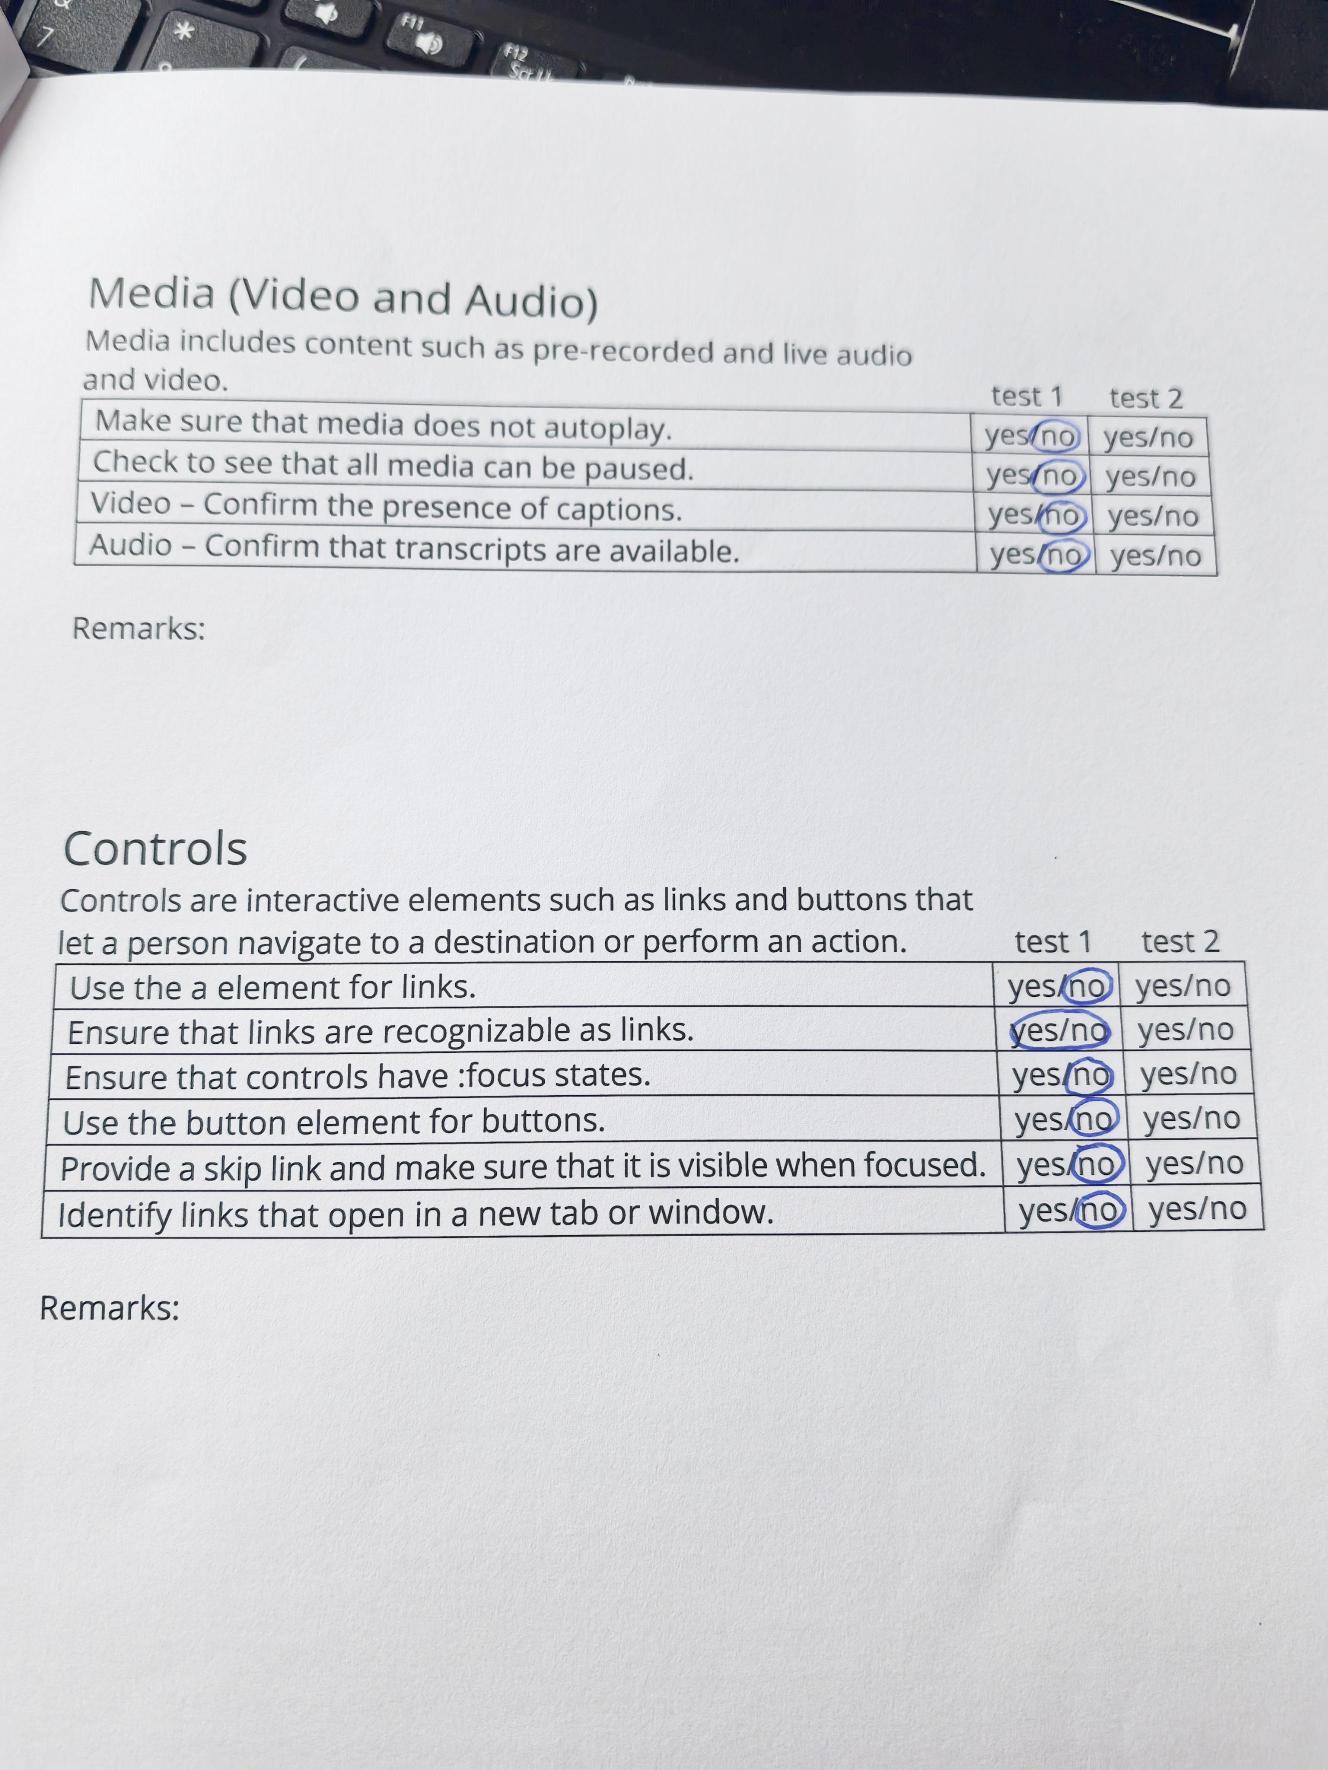 &
7
*
(
F11
F12
Media (Video and Audio)
Media includes content such as pre-recorded and live audio
and video. test 1 test 2
Make sure that media does not autoplay. yes/no yes/no
Check to see that all media can be paused. yes/no yes/no
Video – Confirm the presence of captions. yes/no yes/no
Audio – Confirm that transcripts are available. yes/no yes/no
Remarks:
Controls
Controls are interactive elements such as links and buttons that
let a person navigate to a destination or perform an action. test 1 test 2
Use the a element for links. yes/no yes/no
Ensure that links are recognizable as links. yes/no yes/no
Ensure that controls have :focus states. yes/no yes/no
Use the button element for buttons. yes/no yes/no
Provide a skip link and make sure that it is visible when focused. yes/no yes/no
Identify links that open in a new tab or window. yes/no yes/no
Remarks: